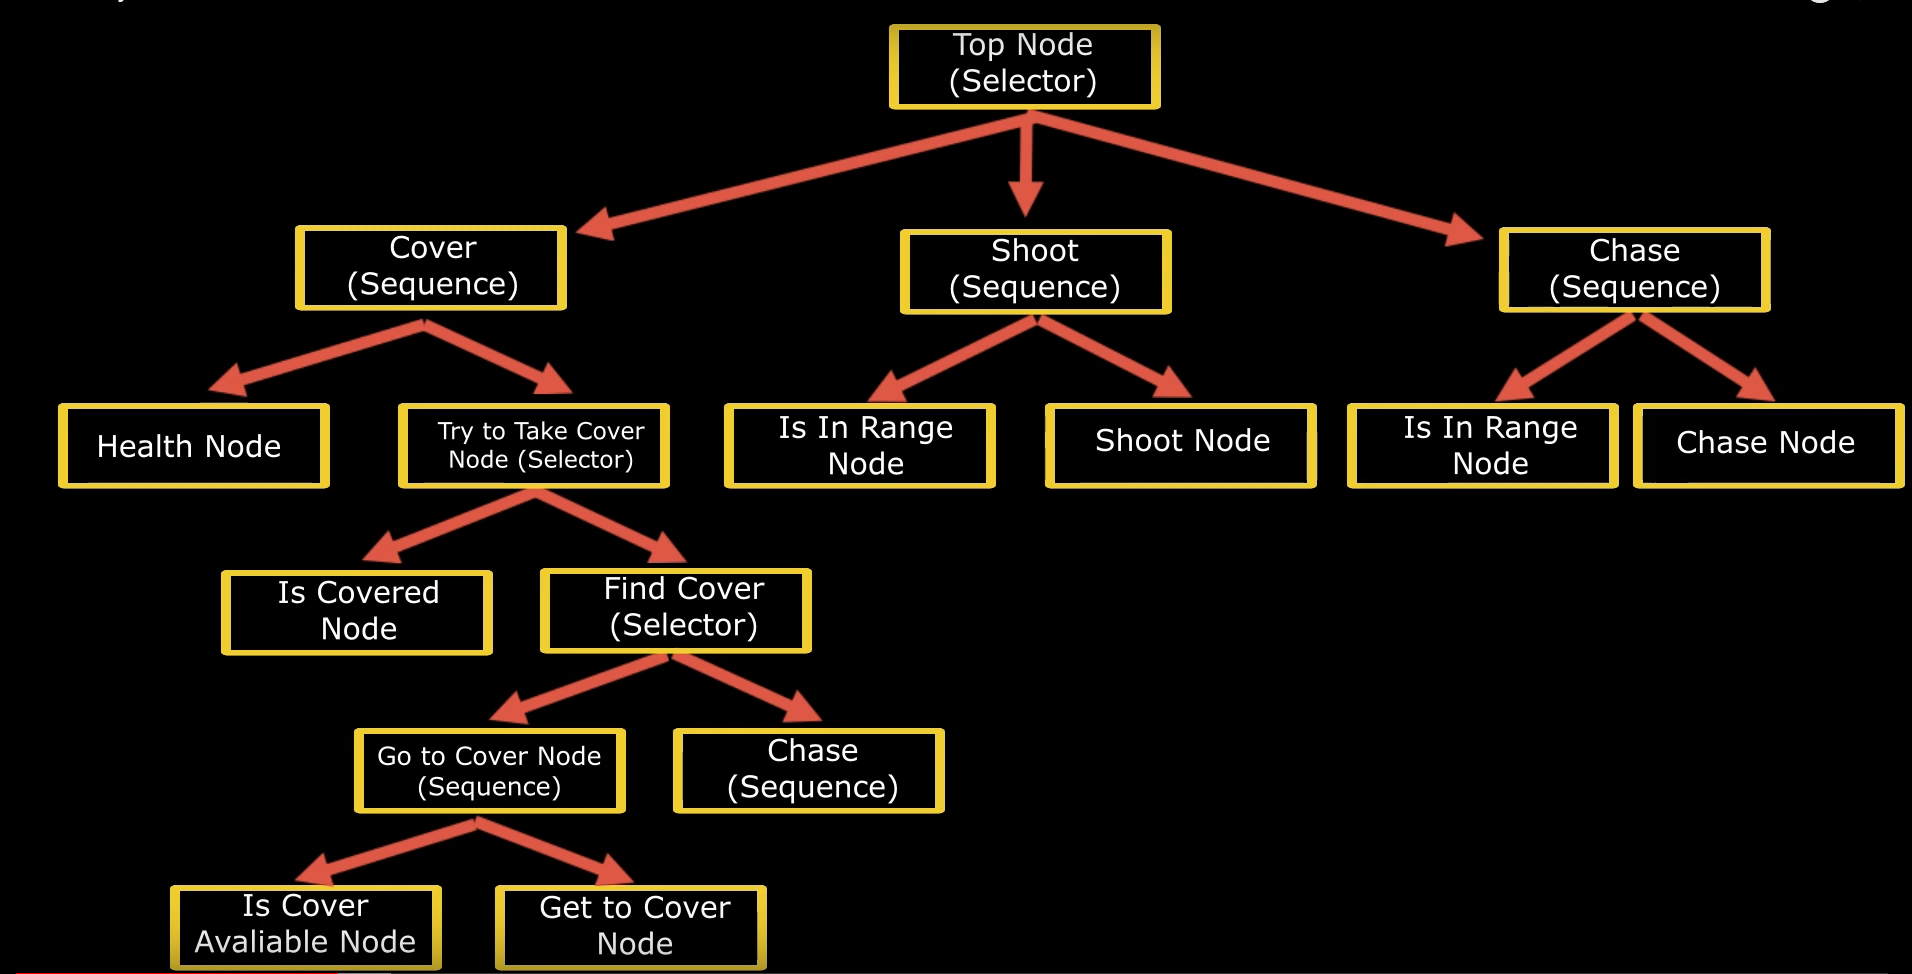 Top Node
(Selector)
Cover
(Sequence)
Shoot
(Sequence)
Chase
(Sequence)
Health Node
Try to Take Cover
Node (Selector)
Is In Range
Node
Shoot Node
Is In Range
Node
Chase Node
Is Covered
Node
Find Cover
(Selector)
Go to Cover Node
(Sequence)
Chase
(Sequence)
Is Cover
Avaliable Node
Get to Cover
Node